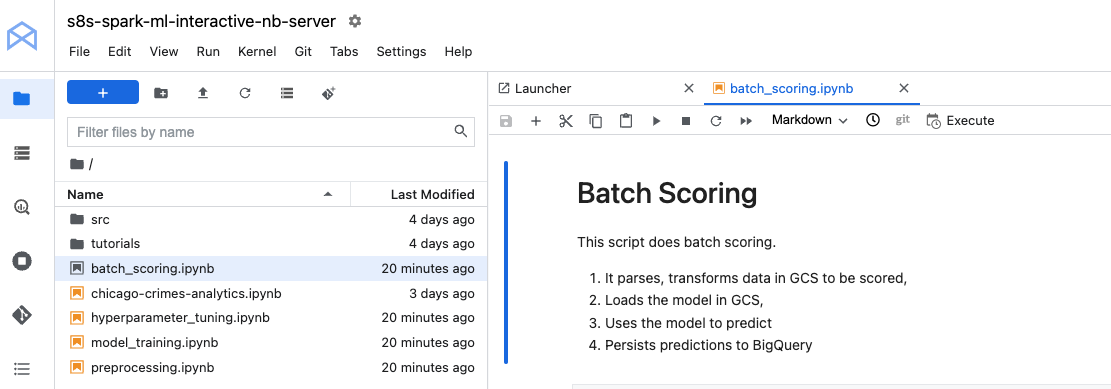 s8s-spark-ml-interactive-nb-server
File Edit View Run Kernel Git Tabs Settings Help
Launcher
batch_scoring.ipynb
Filter files by name
Markdown
git
Execute
/
Name Last Modified
src 4 days ago
tutorials 4 days ago
batch_scoring.ipynb 20 minutes ago
chicago-crimes-analytics.ipynb 3 days ago
hyperparameter_tuning.ipynb 20 minutes ago
model_training.ipynb 20 minutes ago
preprocessing.ipynb 20 minutes ago
Batch Scoring
This script does batch scoring.
1. It parses, transforms data in GCS to be scored,
2. Loads the model in GCS,
3. Uses the model to predict
4. Persists predictions to BigQuery